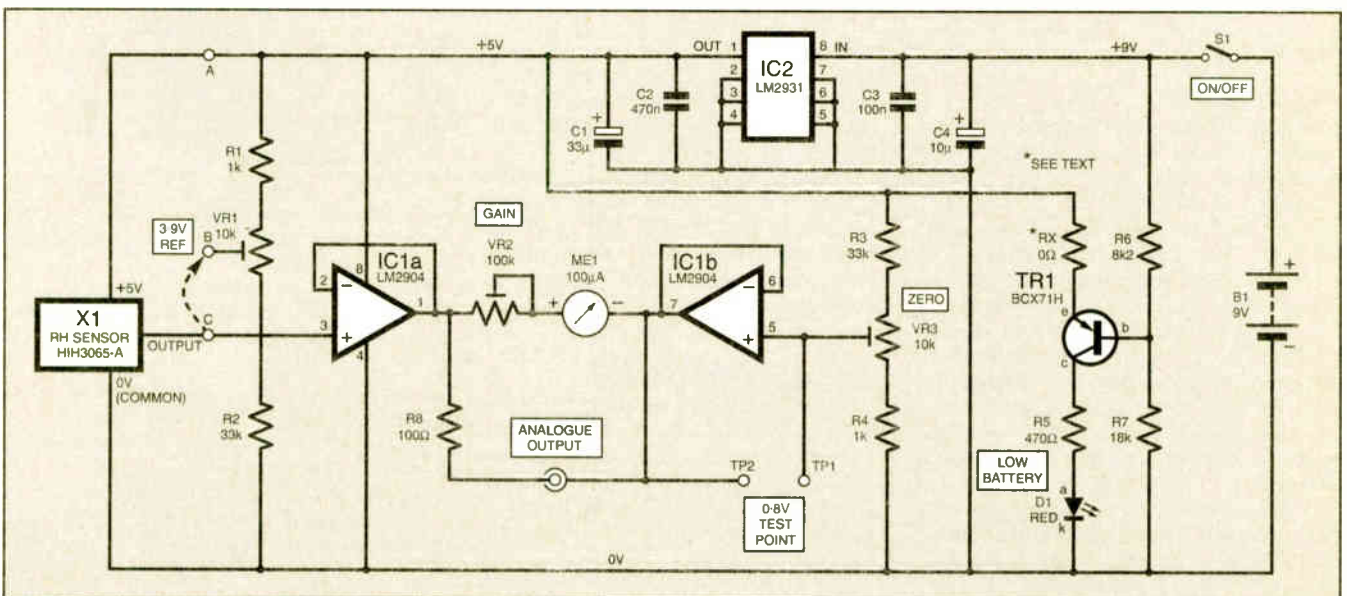 +5V
OUT 1
8 IN
+9V
S1
ON/OFF
A
IC2
LM2931
2
3
4
7
6
5
C2
470n
C3
100n
+
C1
33µ
+
C4
10µ
*SEE TEXT
R1
1k
GAIN
3·9V
REF
VR1
10k
B
VR2
100k
ME1
100µA
IC1a
LM2904
2
8
1
3
4
+
-
IC1b
LM2904
7
6
5
R3
33k
ZERO
VR3
10k
*RX
0Ω
R6
8k2
TR1
BCX71H
e
b
c
B1
9V
+
-
+5V
X1
RH SENSOR
HIH3065-A
C
OUTPUT
0V
(COMMON)
R2
33k
R8
100Ω
ANALOGUE
OUTPUT
TP2
TP1
0·8V
TEST
POINT
R4
1k
R5
470Ω
R7
18k
LOW
BATTERY
a
D1
RED
k
0V